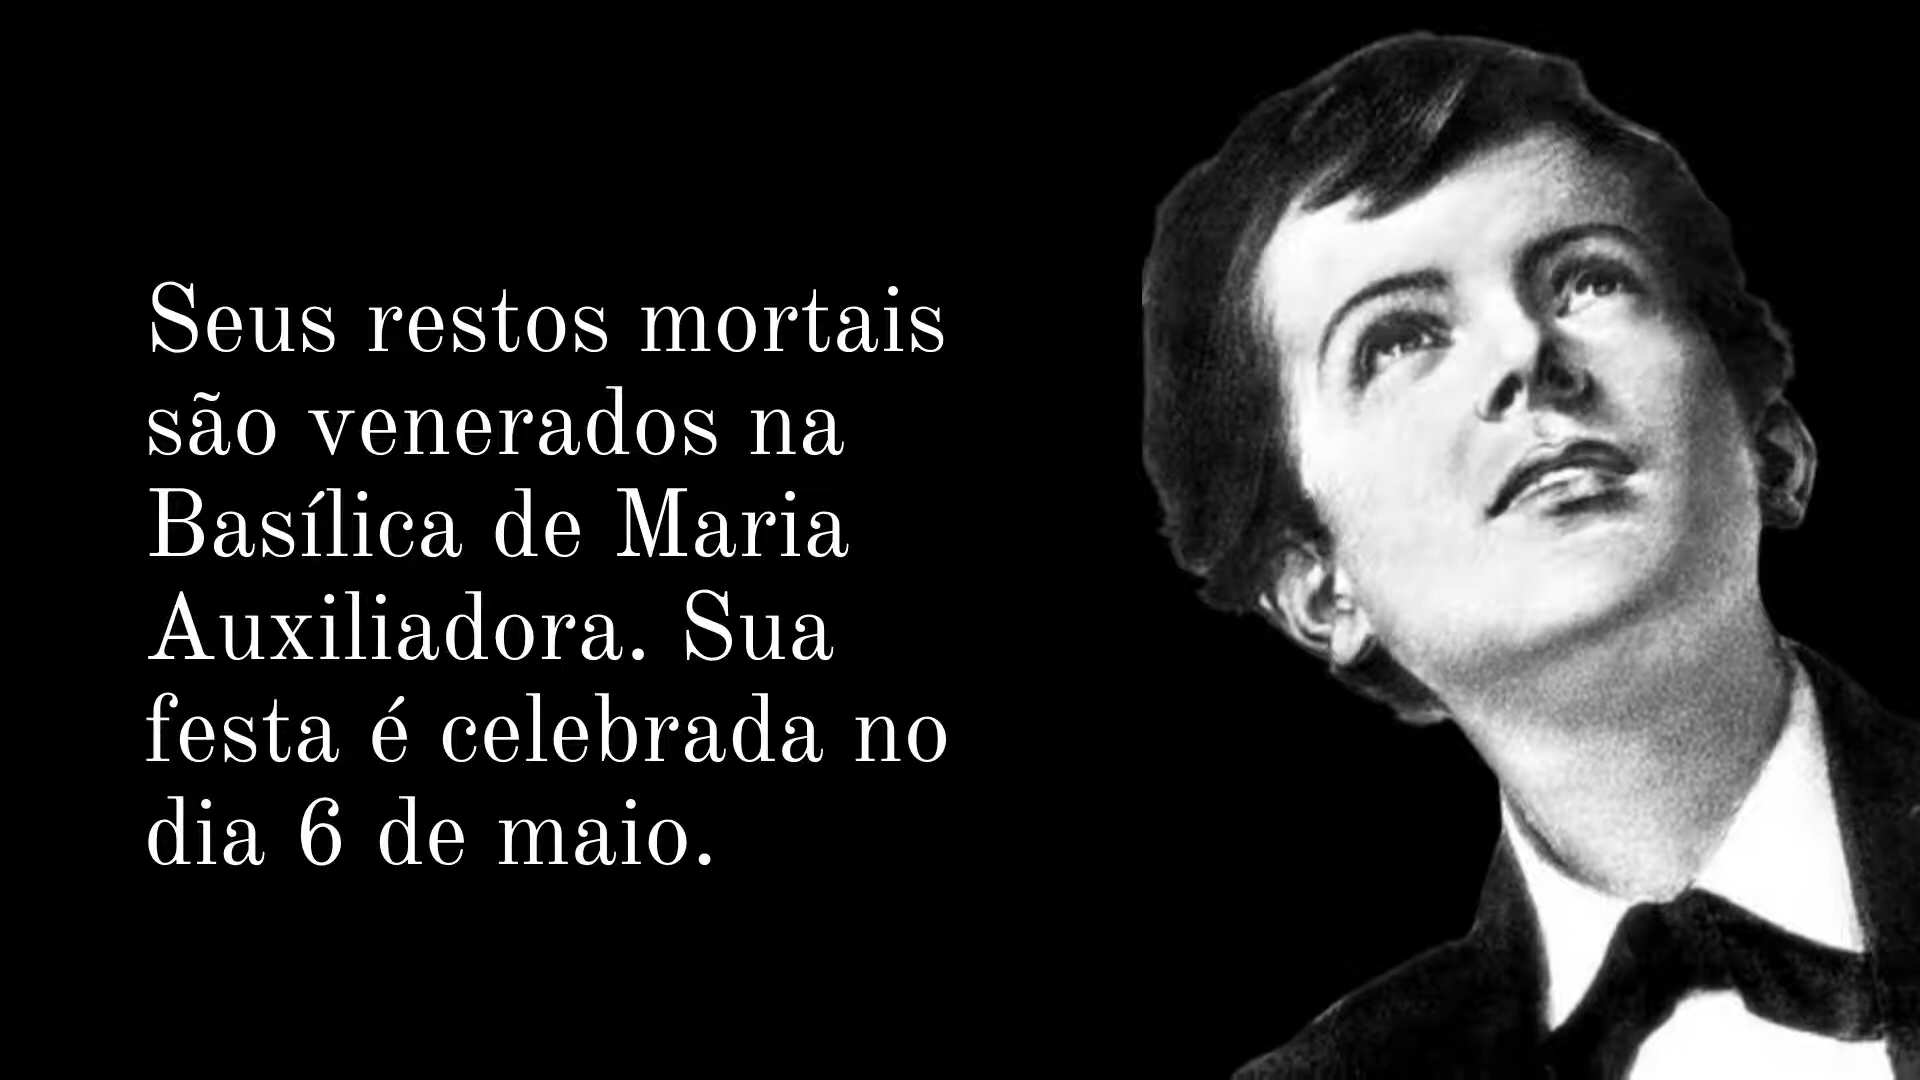 Seus restos mortais
são venerados na
Basílica de Maria
Auxiliadora. Sua
festa é celebrada no
dia 6 de maio.